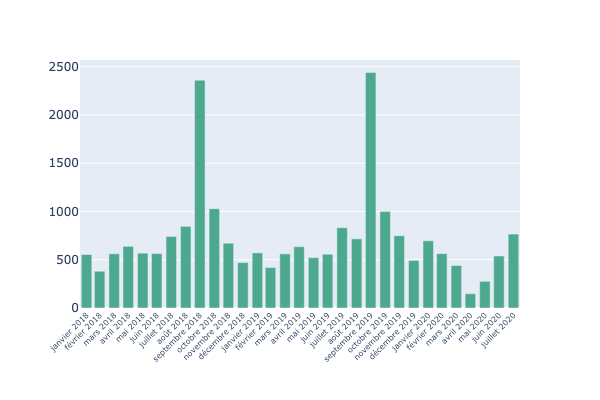 2500
2000
1500
1000
500
0
janvier 2018
février 2018
mars 2018
avril 2018
mai 2018
juin 2018
juillet 2018
août 2018
septembre 2018
octobre 2018
novembre 2018
décembre 2018
janvier 2019
février 2019
mars 2019
avril 2019
mai 2019
juin 2019
juillet 2019
août 2019
septembre 2019
octobre 2019
novembre 2019
décembre 2019
janvier 2020
février 2020
mars 2020
avril 2020
mai 2020
juin 2020
juillet 2020